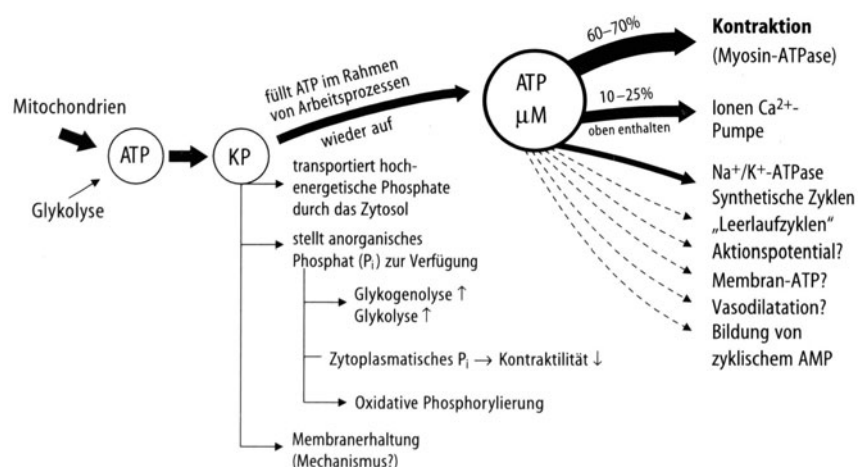 Mitochondrien
Glykolyse
ATP
KP
füllt ATP im Rahmen
von Arbeitsprozessen
wieder auf
transportiert hoch-
energetische Phosphate
durch das Zytosol
stellt anorganisches
Phosphat (Pi) zur Verfügung
Glykogenolyse ↑
Glykolyse ↑
Zytoplasmatisches Pi → Kontraktilität ↓
Oxidative Phosphorylierung
Membranerhaltung
(Mechanismus?)
ATP
µM
60–70%
Kontraktion
(Myosin-ATPase)
10–25%
oben enthalten
Ionen Ca2+-
Pumpe
Na+/K+-ATPase
Synthetische Zyklen
„Leerlaufzyklen“
Aktionspotential?
Membran-ATP?
Vasodilatation?
Bildung von
zyklischem AMP